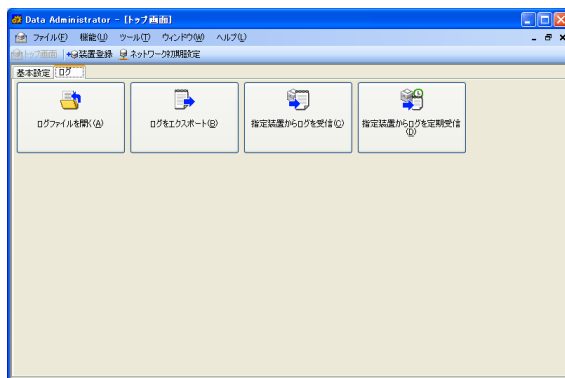 Data Administrator - [トップ画面]
ファイル(F) 機能(U) ツール(T) ウィンドウ(W) ヘルプ(L)
トップ画面 装置登録 ネットワーク初期設定
基本設定 ログ
ログファイルを開く(A) ログをエクスポート(B) 指定装置からログを受信(C) 指定装置からログを定期受信(D)